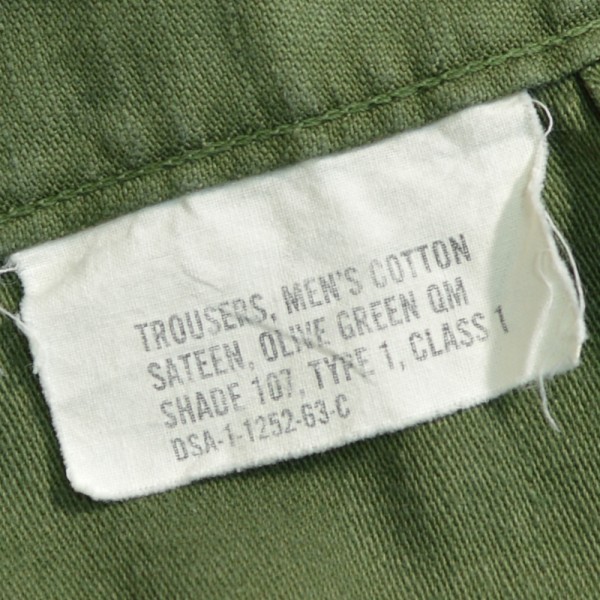 TROUSERS, MEN'S COTTON
SATEEN, OLIVE GREEN QM
SHADE 107, TYPE 1, CLASS 1
DSA-1-1252-63-C